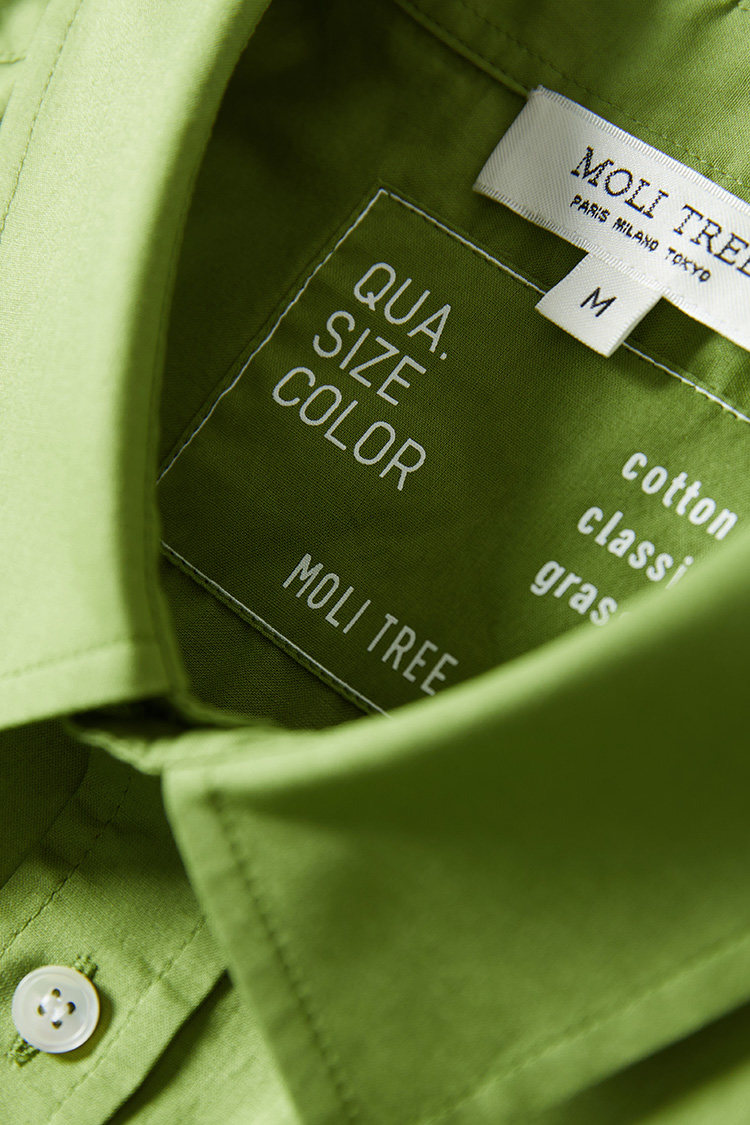 MOLI TREE
PARIS MILANO TOKYO
M
QUA.
SIZE
COLOR
cotton
MOLI TREE